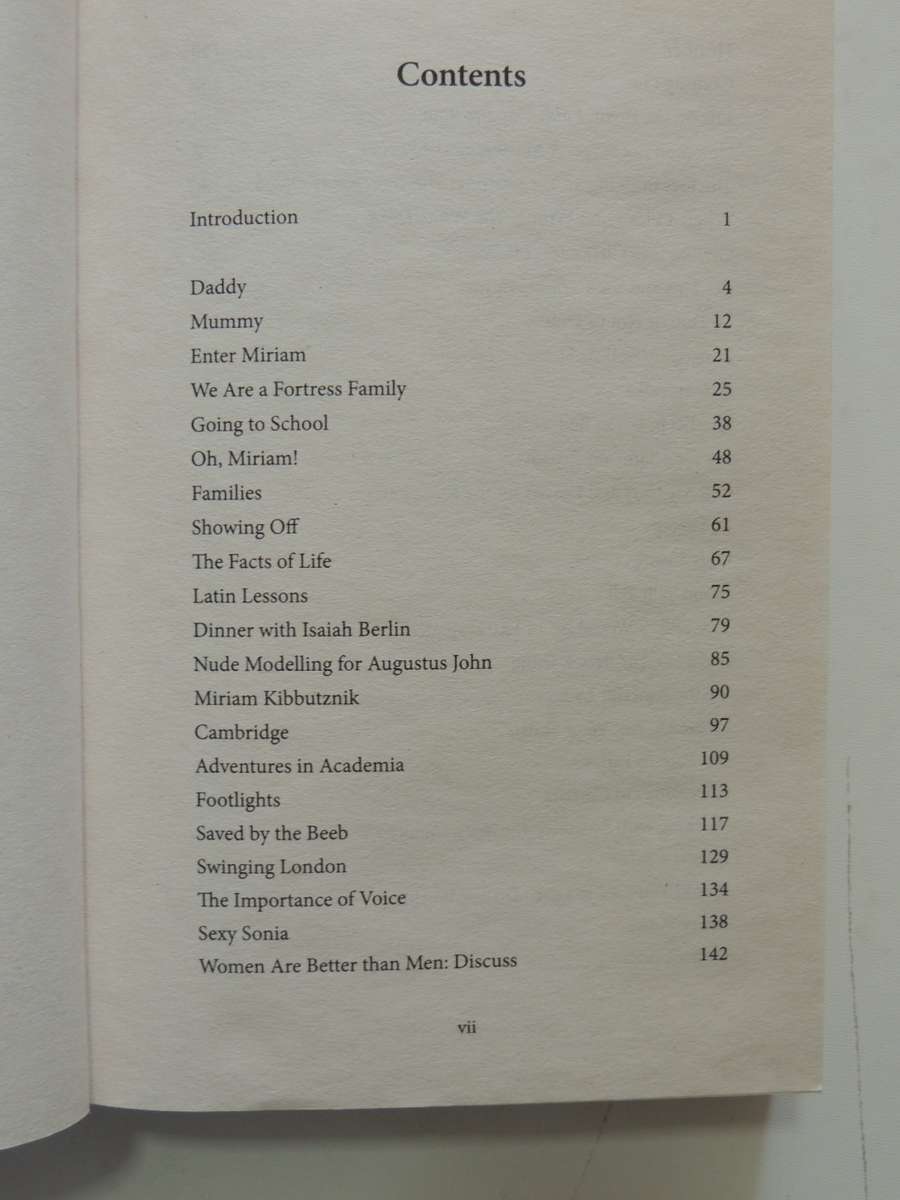 Contents
Introduction 1
Daddy 4
Mummy 12
Enter Miriam 21
We Are a Fortress Family 25
Going to School 38
Oh, Miriam! 48
Families 52
Showing Off 61
The Facts of Life 67
Latin Lessons 75
Dinner with Isaiah Berlin 79
Nude Modelling for Augustus John 85
Miriam Kibbutznik 90
Cambridge 97
Adventures in Academia 109
Footlights 113
Saved by the Beeb 117
Swinging London 129
The Importance of Voice 134
Sexy Sonia 138
Women Are Better than Men: Discuss 142
vii